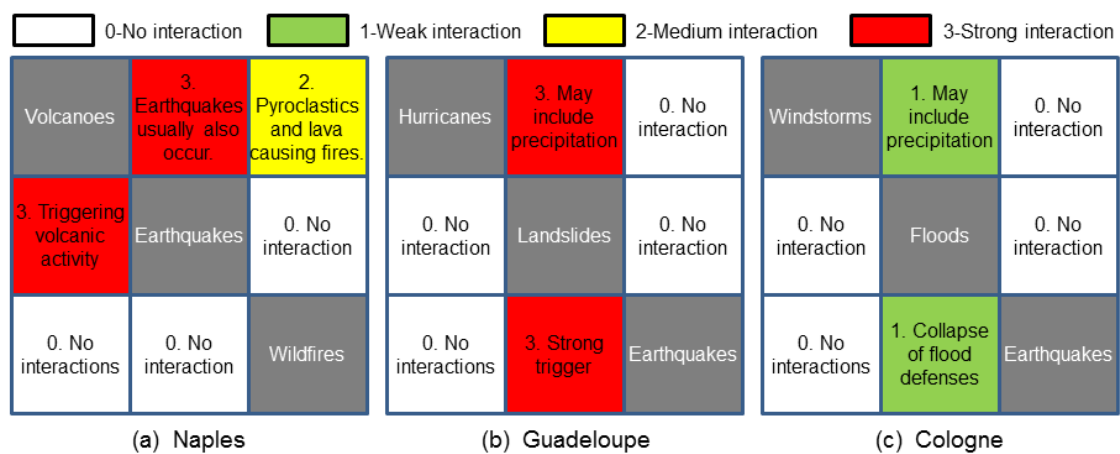 0-No interaction 1-Weak interaction 2-Medium interaction 3-Strong interaction
Volcanoes
3.
Earthquakes
usually also
occur.
2.
Pyroclastics
and lava
causing fires.
3. Triggering
volcanic
activity
Earthquakes
0. No
interaction
0. No
interactions
0. No
interaction
Wildfires
(a) Naples
Hurricanes
3. May
include
precipitation
0. No
interaction
0. No
interaction
Landslides
0. No
interaction
0. No
interactions
3. Strong
trigger
Earthquakes
(b) Guadeloupe
Windstorms
1. May
include
precipitation
0. No
interaction
0. No
interaction
Floods
0. No
interaction
0. No
interactions
1. Collapse
of flood
defenses
Earthquakes
(c) Cologne